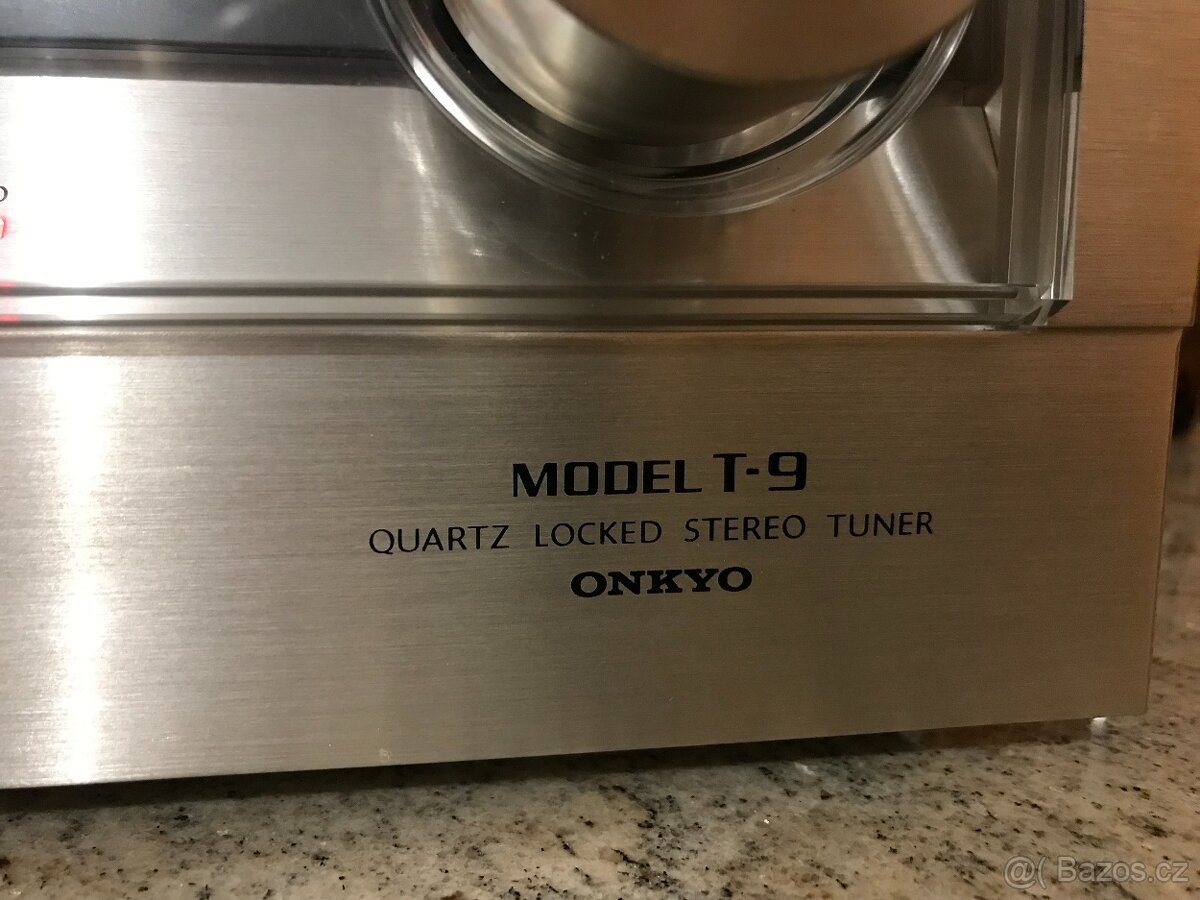 MODEL T-9
QUARTZ LOCKED STEREO TUNER
ONKYO
@( Bazos.cz